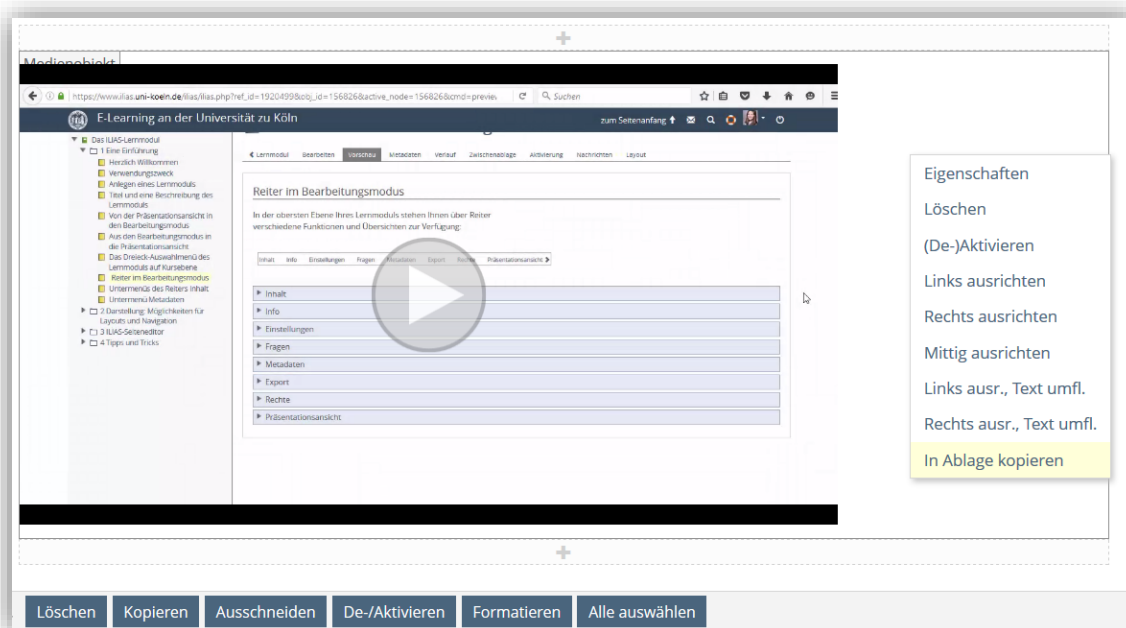 Medienobjekt
https://www.ilias.uni-koeln.de/ilias/ilias.php?ref_id=1920499&obj_id=156826&active_node=156826&cmd=preview
Suchen
E-Learning an der Universität zu Köln
zum Seitenanfang
Das ILIAS-Lernmodul
1 Eine Einführung
Herzlich Willkommen
Verwendungszweck
Anlegen eines Lernmoduls
Titel und eine Beschreibung des
Lernmoduls
Von der Präsentationsansicht in
den Bearbeitungsmodus
Aus den Bearbeitungsmodus in
die Präsentationsansicht
Das Dreieck-Auswahlmenü des
Lernmoduls auf Kursebene
Reiter im Bearbeitungsmodus
Untermenüs des Reiters Inhalt
Untermenü Metadaten
2 Darstellung: Möglichkeiten für
Layouts und Navigation
3 ILIAS-Seiteneditor
4 Tipps und Tricks
Lernmodul Bearbeiten Vorschau Metadaten Verlauf Zwischenablage Aktivierung Nachrichten Layout
Reiter im Bearbeitungsmodus
In der obersten Ebene Ihres Lernmoduls stehen Ihnen über Reiter
verschiedene Funktionen und Übersichten zur Verfügung:
Inhalt Info Einstellungen Fragen Metadaten Export Rechte Präsentationsansicht
Inhalt
Info
Einstellungen
Fragen
Metadaten
Export
Rechte
Präsentationsansicht
Eigenschaften
Löschen
(De-)Aktivieren
Links ausrichten
Rechts ausrichten
Mittig ausrichten
Links ausr., Text umfl.
Rechts ausr., Text umfl.
In Ablage kopieren
Löschen Kopieren Ausschneiden De-/Aktivieren Formatieren Alle auswählen